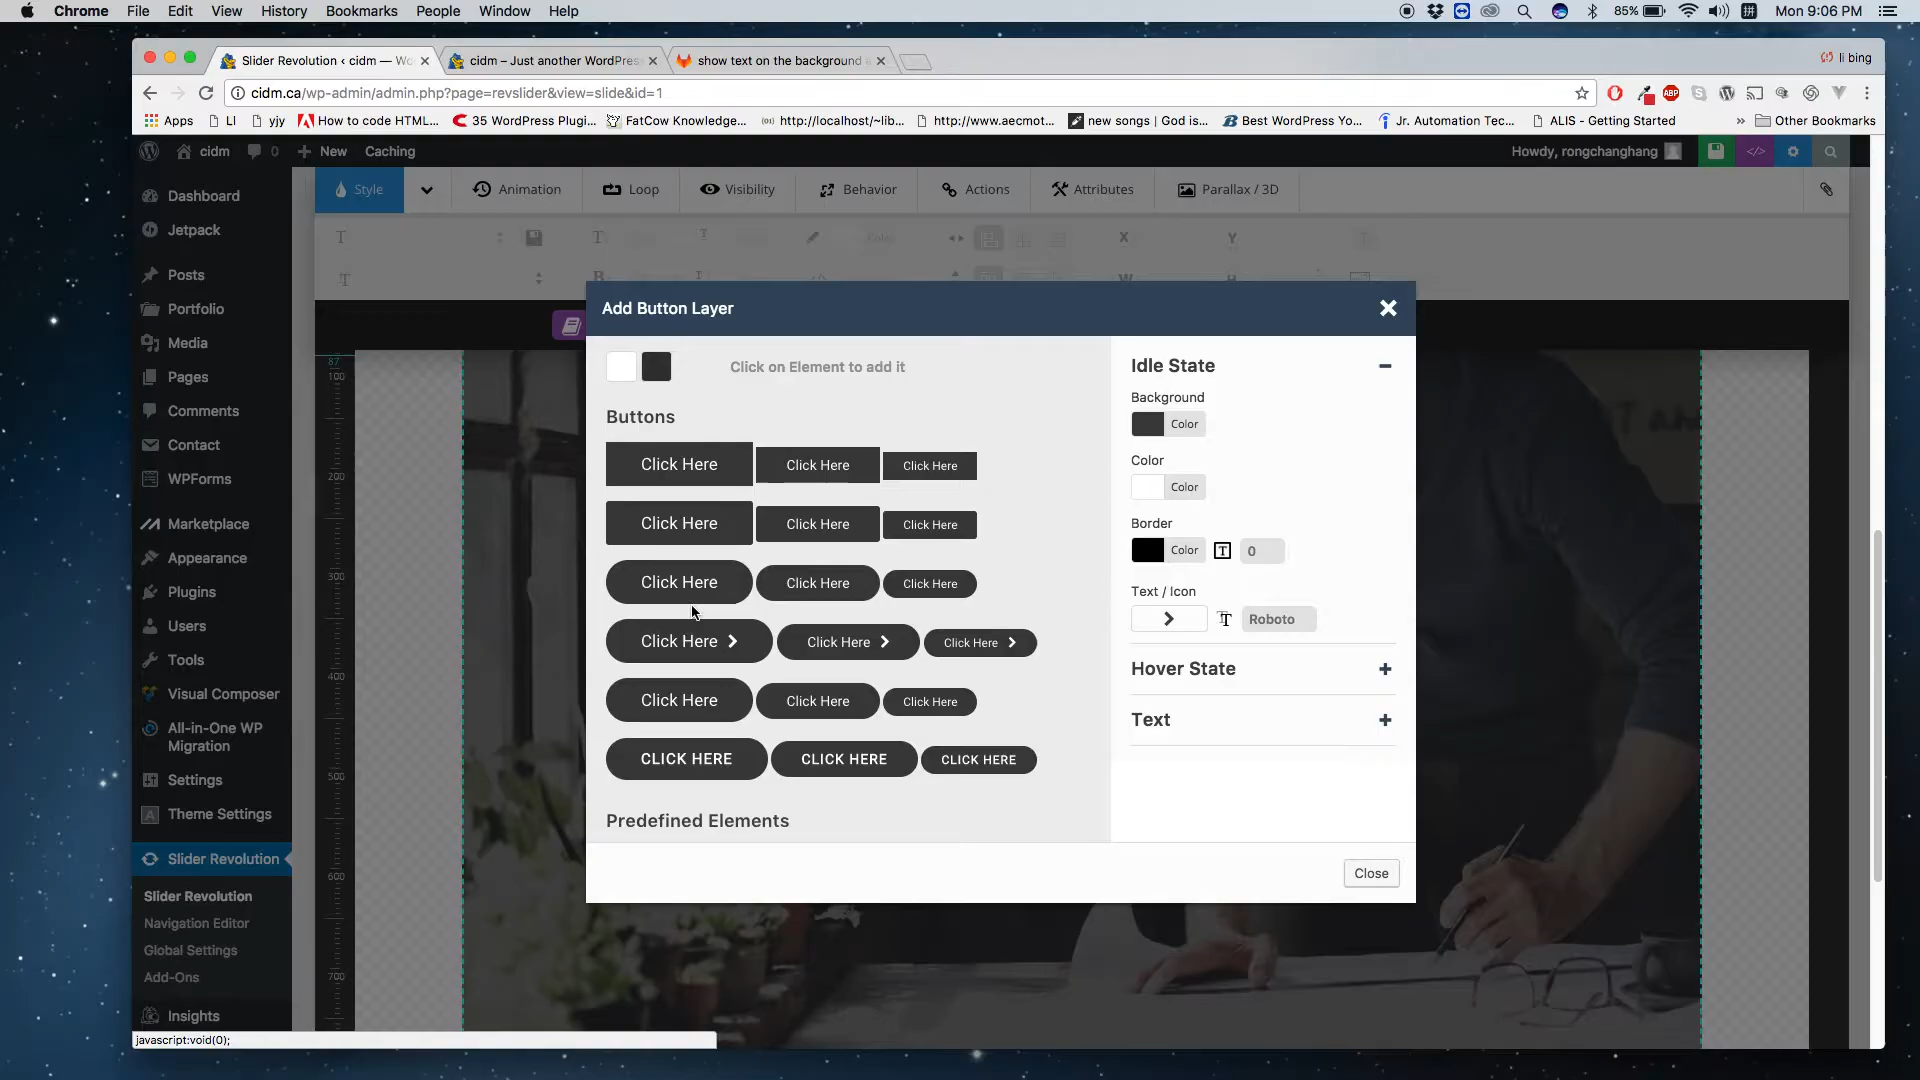 Chrome File Edit View History Bookmarks People Window Help 85% Mon 9:06 PM
Slider Revolution ‹ cidm — Wo cidm – Just another WordPres show text on the background li bing
cidm.ca/wp-admin/admin.php?page=revslider&view=slide&id=1 ABP
Apps LI yjy How to code HTML... 35 WordPress Plugi... FatCow Knowledge... http://localhost/~lib... http://www.aecmot... new songs | God is... Best WordPress Yo... Jr. Automation Tec... ALIS - Getting Started » Other Bookmarks
cidm 0 New Caching Howdy, rongchanghang
Style Animation Loop Visibility Behavior Actions Attributes Parallax / 3D
Dashboard
Jetpack
Posts
Portfolio
Media
Pages
Comments
Contact
WPForms
Marketplace
Appearance
Plugins
Users
Tools
Visual Composer
All-in-One WP
Migration
Settings
Theme Settings
Slider Revolution
Slider Revolution
Navigation Editor
Global Settings
Add-Ons
Insights
javascript:void(0);
X Y
87
100
200
300
400
500
600
700
Add Button Layer
Click on Element to add it
Buttons
Click Here Click Here Click Here
Click Here Click Here Click Here
Click Here Click Here Click Here
Click Here Click Here Click Here
Click Here Click Here Click Here
CLICK HERE CLICK HERE CLICK HERE
Predefined Elements
Idle State
Background
Color
Color
Color
Border
Color 0
Text / Icon
Roboto
Hover State
Text
Close